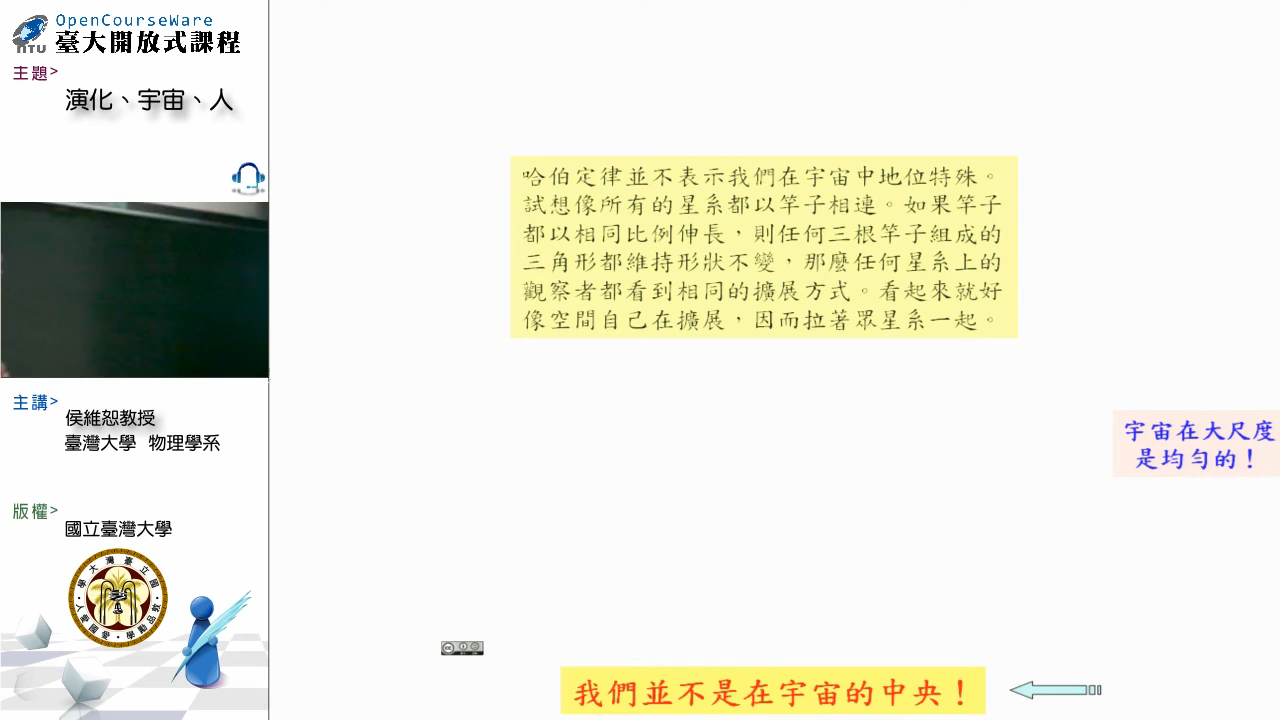 OpenCourseWare
NTU
臺大開放式課程
主題>
演化、宇宙、人
主講>
侯維恕教授
臺灣大學 物理學系
版權>
國立臺灣大學
哈伯定律並不表示我們在宇宙中地位特殊。
試想像所有的星系都以竿子相連。如果竿子
都以相同比例伸長，則任何三根竿子組成的
三角形都維持形狀不變，那麼任何星系上的
觀察者都看到相同的擴展方式。看起來就好
像空間自己在擴展，因而拉著眾星系一起。
宇宙在大尺度
是均勻的！
我們並不是在宇宙的中央！